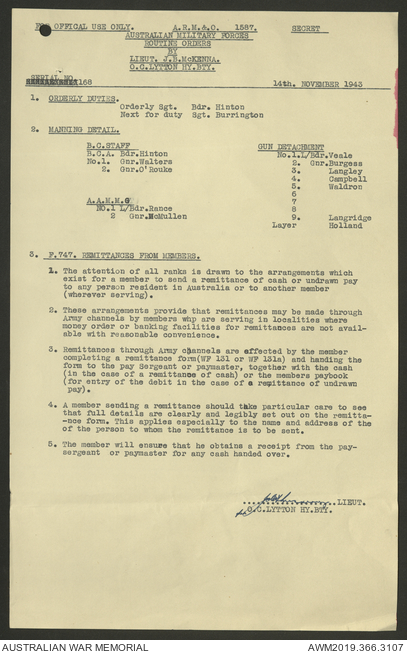 FOR OFFICAL USE ONLY. A.R.M.&O. 1587. SECRET
AUSTRALIAN MILITARY FORCES
ROUTINE ORDERS
BY
LIEUT. J.B.McKENNA.
O.C.LYTTON HY.BTY.
SERIAL NO.
168 14th. NOVEMBER 1943
1. ORDERLY DUTIES.
Orderly Sgt. Bdr. Hinton
Next for duty Sgt. Burrington
2. MANNING DETAIL.
B.C.STAFF
B.C.A. Bdr.Hinton
No.1. Gnr.Walters
2. Gnr.O'Rouke
A.A.M.M.G
NO.1 L/Bdr.Rance
2 Gnr.McMullen
GUN DETACHMENT
No.1.L/Bdr.Veale
2. Gnr.Burgess
3. Langley
4. Campbell
5. Waldron
6
7
8
9. Langridge
Layer Holland
3. F.747. REMITTANCES FROM MEMBERS.
1. The attention of all ranks is drawn to the arrangements which
exist for a member to send a remittance of cash or undrawn pay
to any person resident in Australia or to another member
(wherever serving).
2. These arrangements provide that remittances may be made through
Army channels by members who are serving in localities where
money order or banking facilities for remittances are not avail-
able with reasonable convenience.
3. Remittances through Army channels are affected by the member
completing a remittance form(WF 131 or WF 131a) and handing the
form to the pay Sergeant or paymaster, together with the cash
(in the case of a remittance of cash) or the members paybook
(for entry of the debit in the case of a remittance of undrawn
pay).
4. A member sending a remittance should take particular care to see
that full details are clearly and legibly set out on the remitta-
-nce form. This applies especially to the name and address of the
of the person to whom the remittance is to be sent.
5. The member will ensure that he obtains a receipt from the pay-
sergeant or paymaster for any cash handed over.
LIEUT.
O.C.LYTTON HY.BTY.
AUSTRALIAN WAR MEMORIAL AWM2019.366.3107